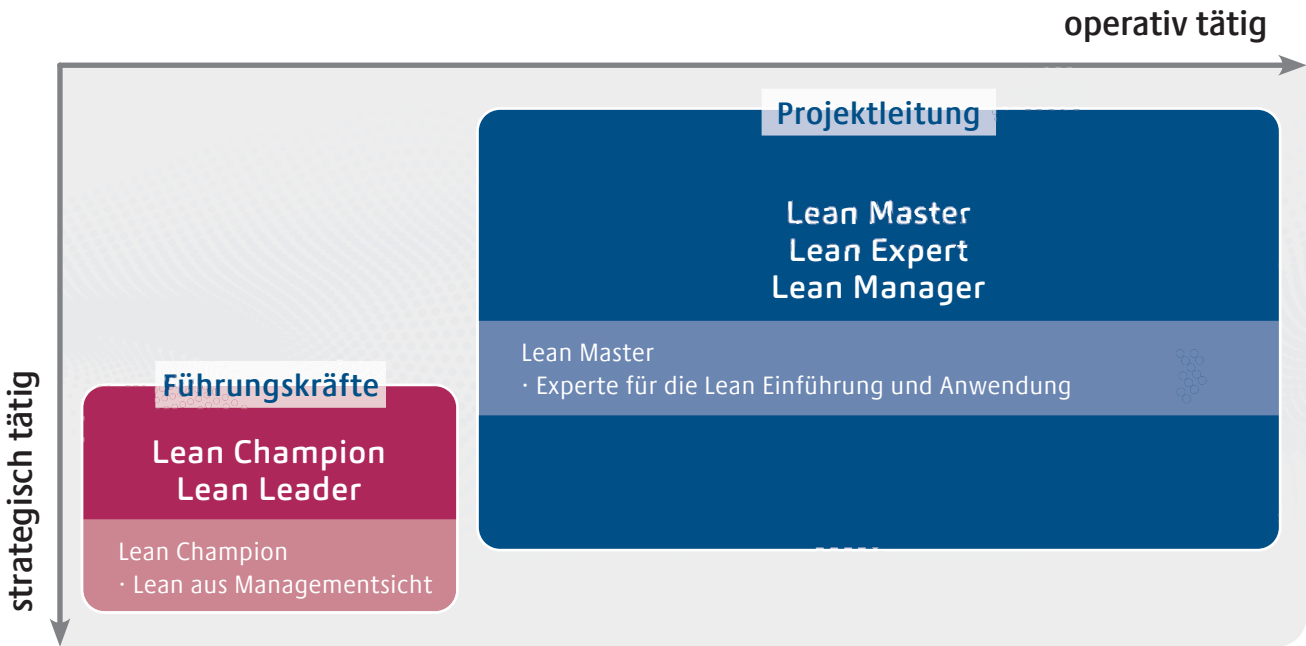 operativ tätig
Projektleitung
Lean Master
Lean Expert
Lean Manager
Lean Master
· Experte für die Lean Einführung und Anwendung
strategisch tätig
Führungskräfte
Lean Champion
Lean Leader
Lean Champion
· Lean aus Managementsicht